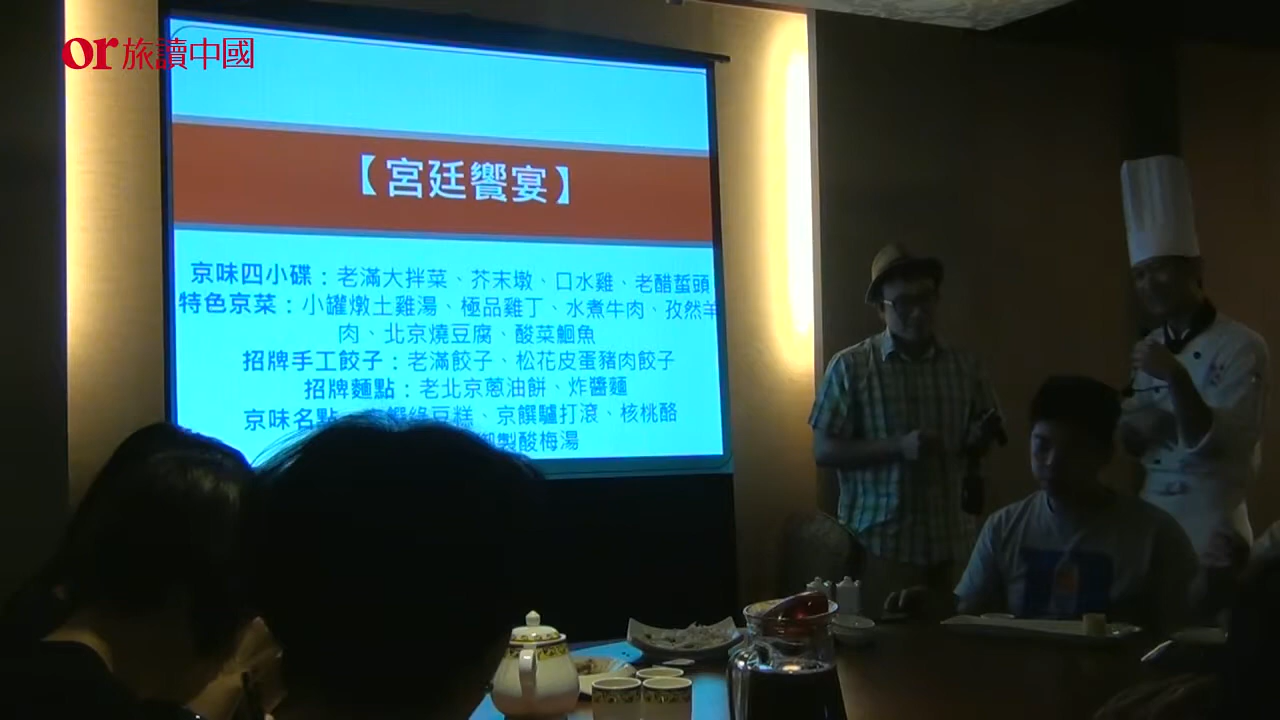 or旅讀中國
【宮廷饗宴】
京味四小碟：老滿大拌菜、芥末墩、口水雞、老醋蜇頭
特色京菜：小罐燉土雞湯、極品雞丁、水煮牛肉、孜然羊
肉、北京燒豆腐、酸菜鮰魚
招牌手工餃子：老滿餃子、松花皮蛋豬肉餃子
招牌麵點：老北京蔥油餅、炸醬麵
京味名點 綠豆糕、京饌驢打滾、核桃酪
製酸梅湯